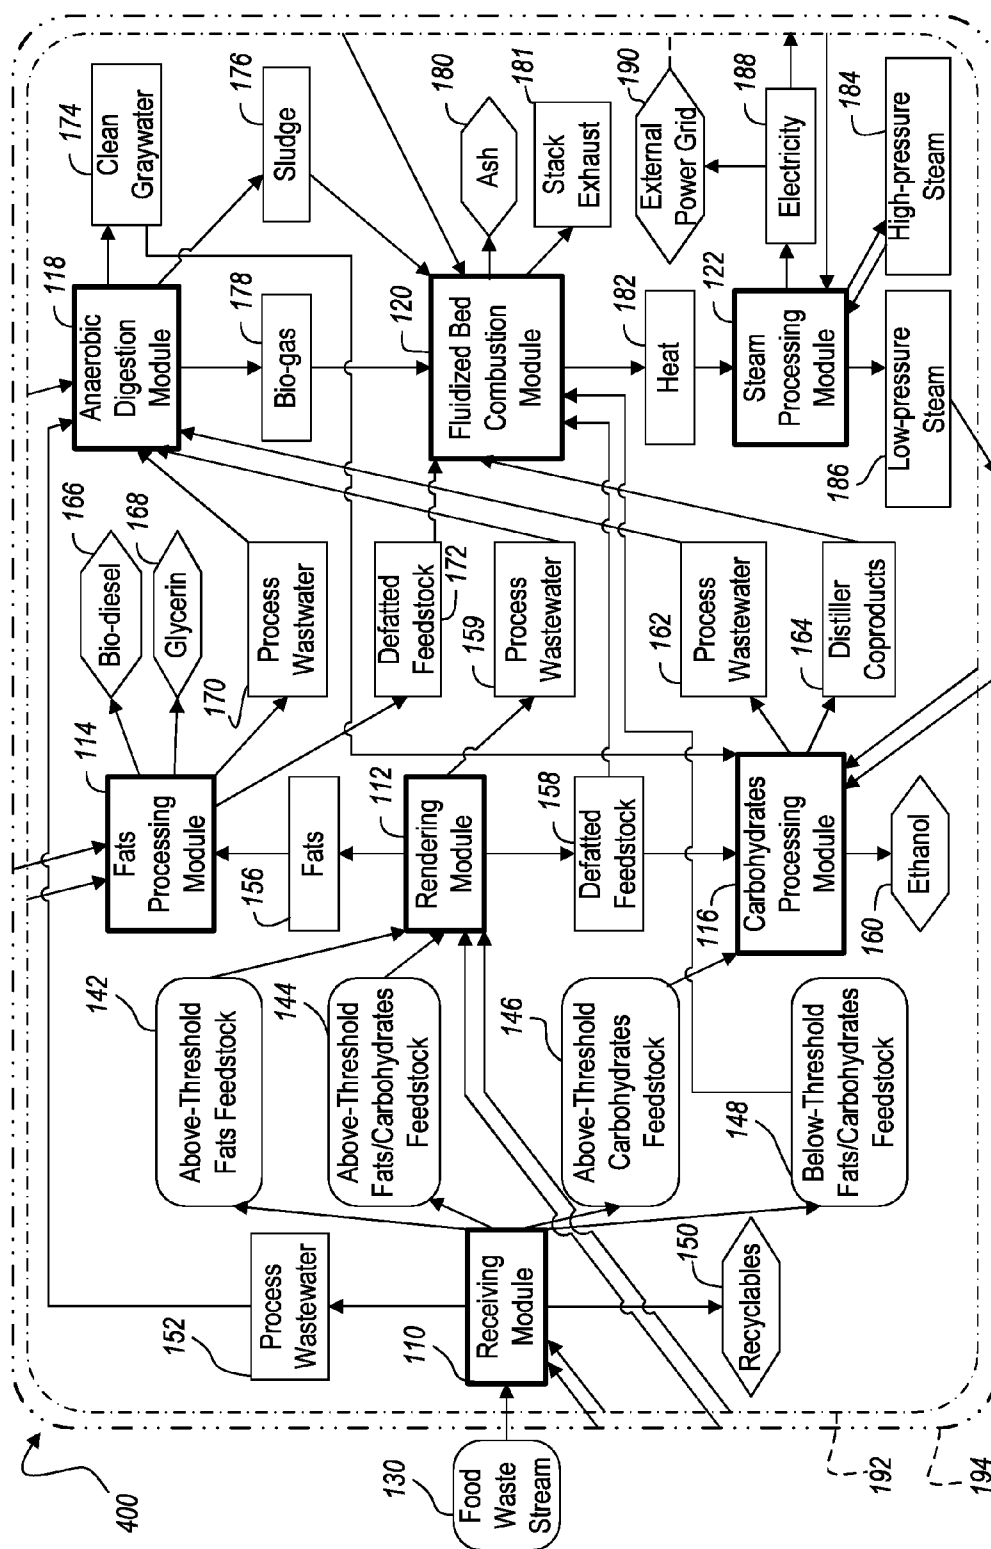 400
130
Food
Waste
Stream
110
Receiving
Module
152
Process
Wastewater
150
Recyclables
192
194
142
Above-Threshold
Fats Feedstock
144
Above-Threshold
Fats/Carbohydrates
Feedstock
146
Above-Threshold
Carbohydrates
Feedstock
148
Below-Threshold
Fats/Carbohydrates
Feedstock
114
Fats
Processing
Module
156
Fats
112
Rendering
Module
158
Defatted
Feedstock
116
Carbohydrates
Processing
Module
160
Ethanol
166
Bio-diesel
168
Glycerin
170
Process
Wastwater
Defatted
Feedstock
172
159
Process
Wastewater
162
Process
Wastewater
164
Distiller
Coproducts
118
Anaerobic
Digestion
Module
178
Bio-gas
120
Fluidized Bed
Combustion
Module
182
Heat
122
Steam
Processing
Module
186
Low-pressure
Steam
174
Clean
Graywater
176
Sludge
180
Ash
181
Stack
Exhaust
190
External
Power Grid
188
Electricity
184
High-pressure
Steam